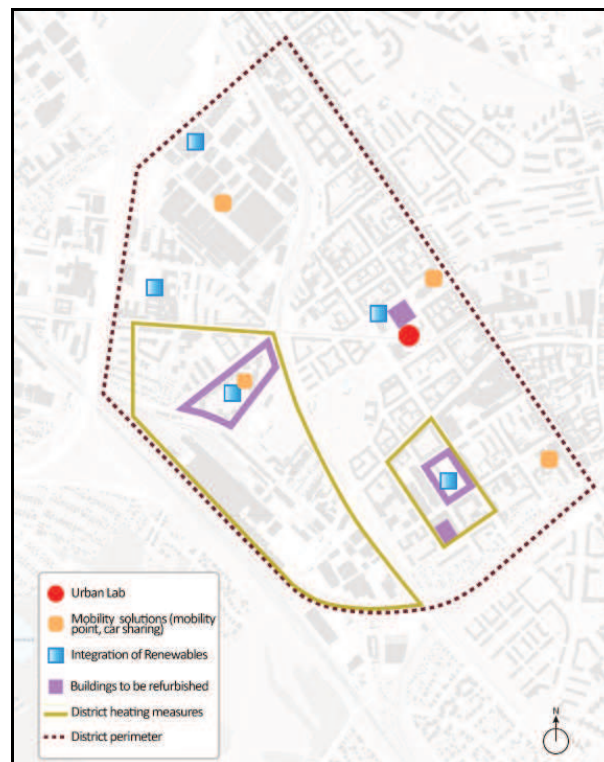 N
Urban Lab
Mobility solutions (mobility
point, car sharing)
Integration of Renewables
Buildings to be refurbished
District heating measures
District perimeter